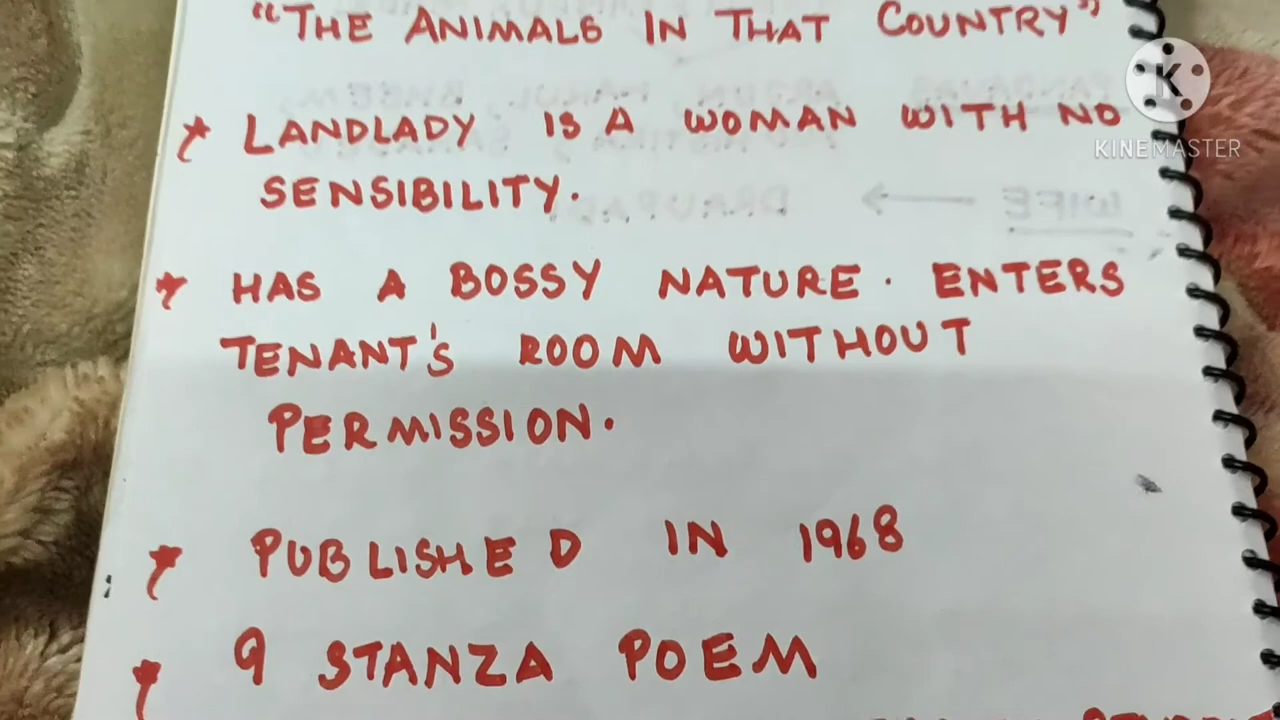 "THE ANIMALS IN THAT COUNTRY"
* LANDLADY IS A WOMAN WITH NO
SENSIBILITY.
* HAS A BOSSY NATURE. ENTERS
TENANT'S ROOM WITHOUT
PERMISSION.
* PUBLISHED IN 1968
* 9 STANZA POEM
K
KINEMASTER